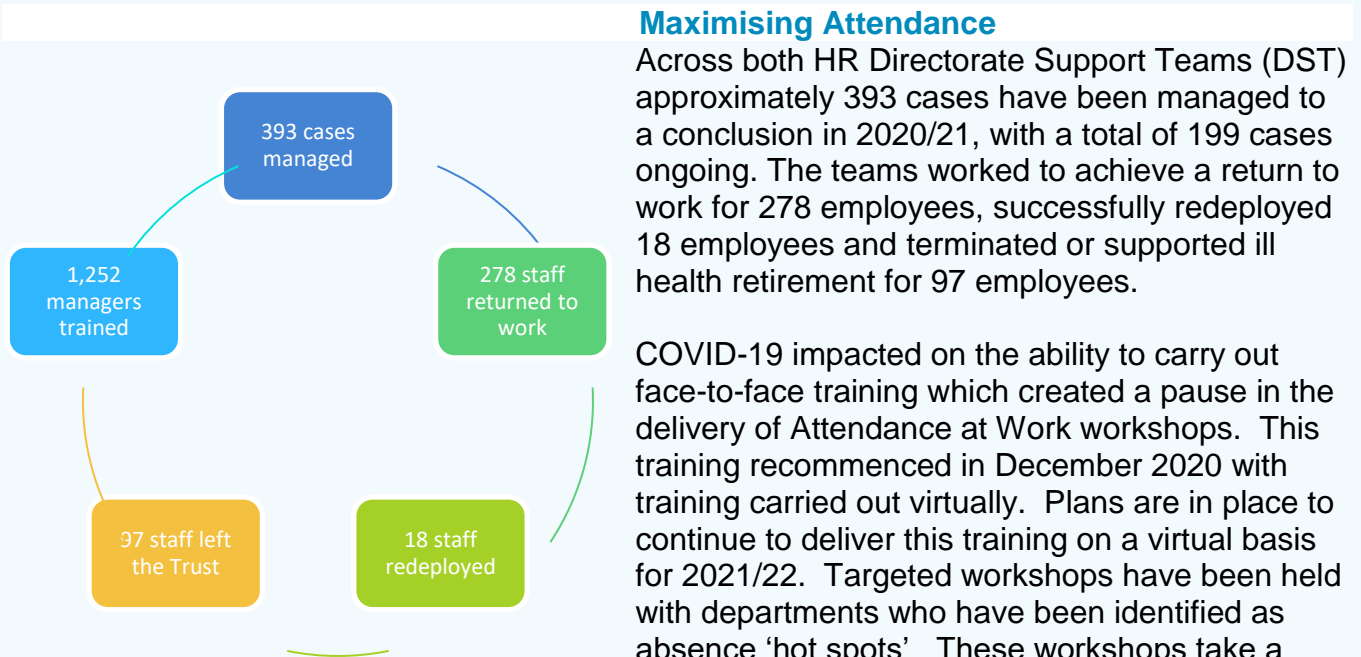 Maximising Attendance
393 cases
managed
1,252
managers
trained
278 staff
returned to
work
97 staff left
the Trust
18 staff
redeployed
Across both HR Directorate Support Teams (DST)
approximately 393 cases have been managed to
a conclusion in 2020/21, with a total of 199 cases
ongoing. The teams worked to achieve a return to
work for 278 employees, successfully redeployed
18 employees and terminated or supported ill
health retirement for 97 employees.
COVID-19 impacted on the ability to carry out
face-to-face training which created a pause in the
delivery of Attendance at Work workshops. This
training recommenced in December 2020 with
training carried out virtually. Plans are in place to
continue to deliver this training on a virtual basis
for 2021/22. Targeted workshops have been held
with departments who have been identified as
absence ‘hot spots’. These workshops take a